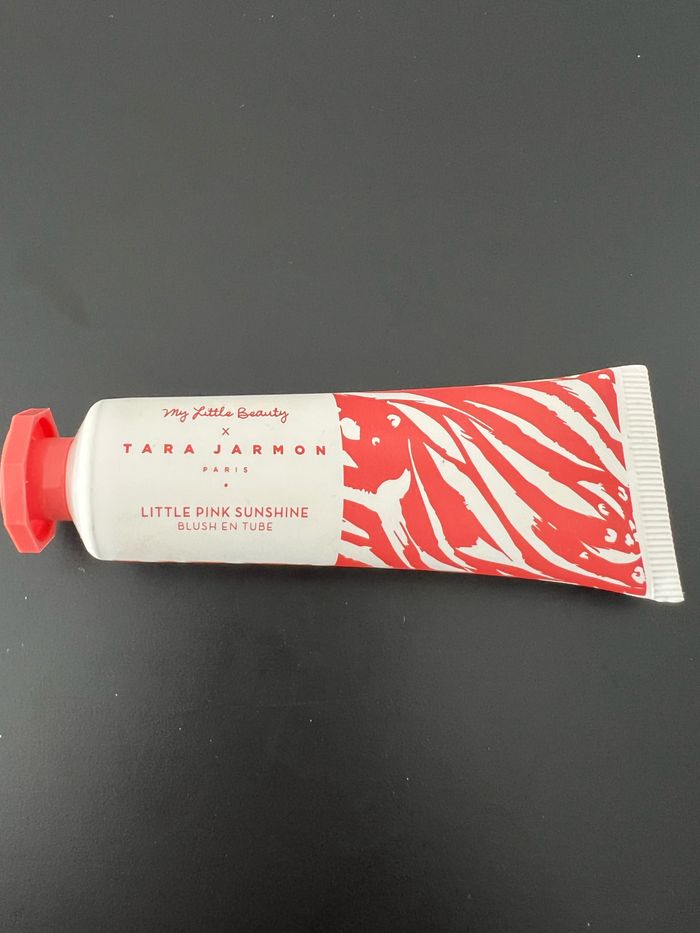 My Little Beauty
x
TARA JARMON
PARIS
LITTLE PINK SUNSHINE
BLUSH EN TUBE